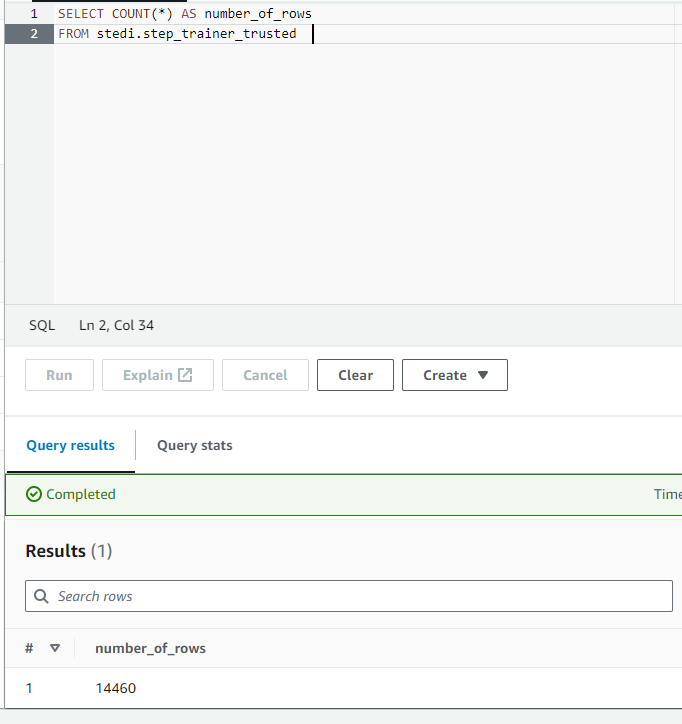 1 SELECT COUNT(*) AS number_of_rows
2 FROM stedi.step_trainer_trusted
SQL Ln 2, Col 34
Run Explain Cancel Clear Create
Query results Query stats
Completed Time
Results (1)
Search rows
# number_of_rows
1 14460